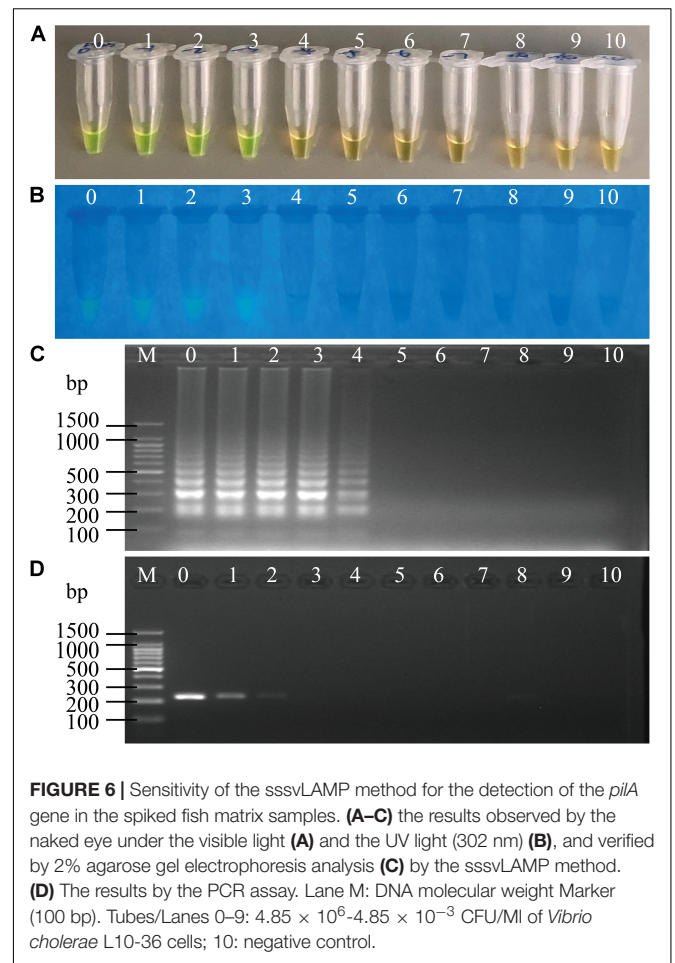 A 0 1 2 3 4 5 6 7 8 9 10
B 0 1 2 3 4 5 6 7 8 9 10
C M 0 1 2 3 4 5 6 7 8 9 10
bp
1500
1000
500
300
200
100
D M 0 1 2 3 4 5 6 7 8 9 10
bp
1500
1000
500
300
200
100
FIGURE 6 | Sensitivity of the sssvLAMP method for the detection of the pilA
gene in the spiked fish matrix samples. (A–C) the results observed by the
naked eye under the visible light (A) and the UV light (302 nm) (B), and verified
by 2% agarose gel electrophoresis analysis (C) by the sssvLAMP method.
(D) The results by the PCR assay. Lane M: DNA molecular weight Marker
(100 bp). Tubes/Lanes 0–9: 4.85 × 10⁶-4.85 × 10⁻³ CFU/Ml of Vibrio
cholerae L10-36 cells; 10: negative control.